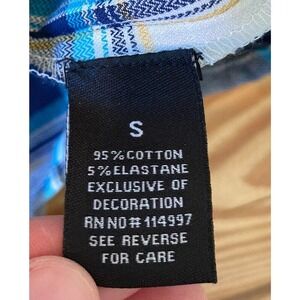 S
95% COTTON
5% ELASTANE
EXCLUSIVE OF
DECORATION
RN NO# 114997
SEE REVERSE
FOR CARE